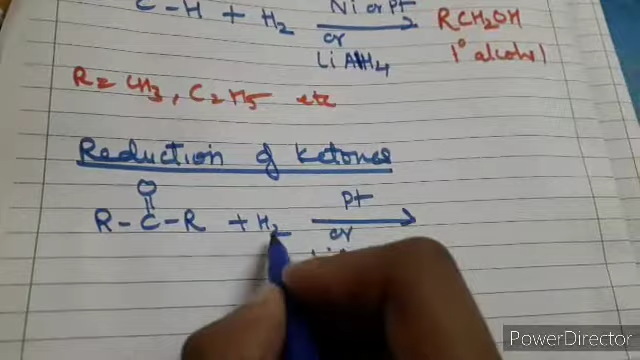 C - H + H2 Ni or Pt RCH2OH
or
LiAlH4 1° alcohol
R = CH3, C2H5 etc
Reduction of ketones
O
R - C - R + H2 Pt
or
PowerDirector